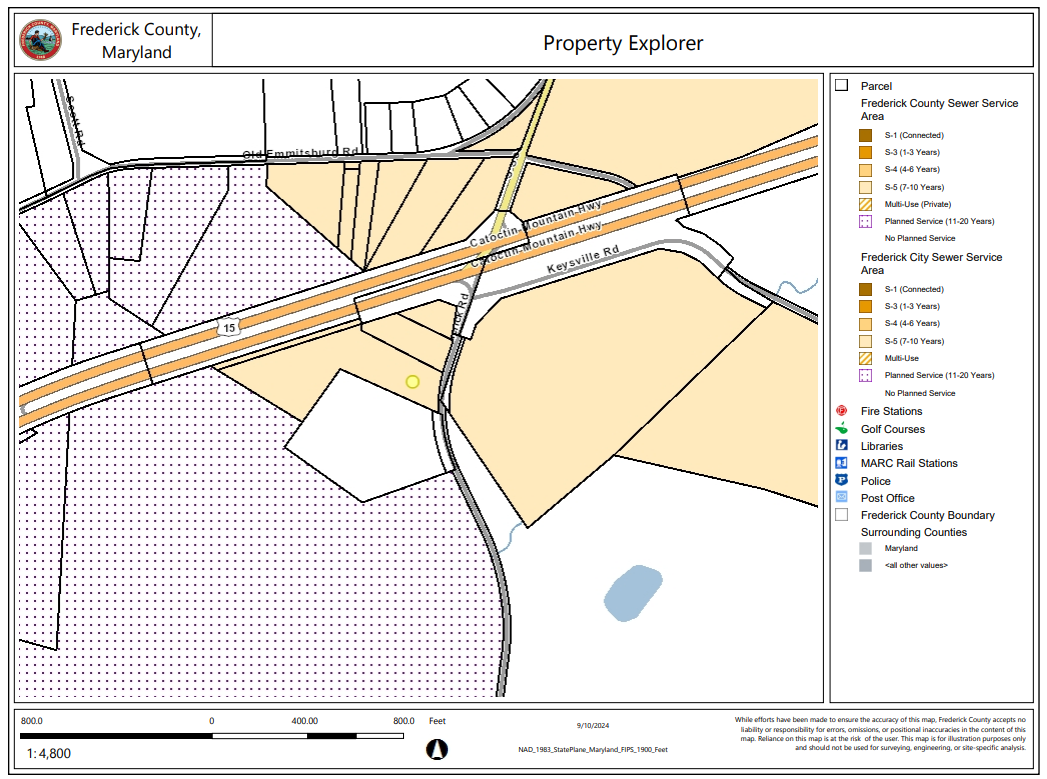 Frederick County,
Maryland
Property Explorer
Scott Rd
Old Emmitsburg Rd
Catoctin Mountain Hwy
Catoctin Mountain Hwy
Keysville Rd
15
Parcel
Frederick County Sewer Service
Area
S-1 (Connected)
S-3 (1-3 Years)
S-4 (4-6 Years)
S-5 (7-10 Years)
Multi-Use (Private)
Planned Service (11-20 Years)
No Planned Service
Frederick City Sewer Service
Area
S-1 (Connected)
S-3 (1-3 Years)
S-4 (4-6 Years)
S-5 (7-10 Years)
Multi-Use
Planned Service (11-20 Years)
No Planned Service
Fire Stations
Golf Courses
Libraries
MARC Rail Stations
Police
Post Office
Frederick County Boundary
Surrounding Counties
Maryland
<all other values>
800.0 0 400.00 800.0 Feet
1: 4,800
9/10/2024
NAD_1983_StatePlane_Maryland_FIPS_1900_Feet
While efforts have been made to ensure the accuracy of this map, Frederick County accepts no
liability or responsibility for errors, omissions, or positional inaccuracies in the content of this
map. Reliance on this map is at the risk of the user. This map is for illustration purposes only
and should not be used for surveying, engineering, or site-specific analysis.